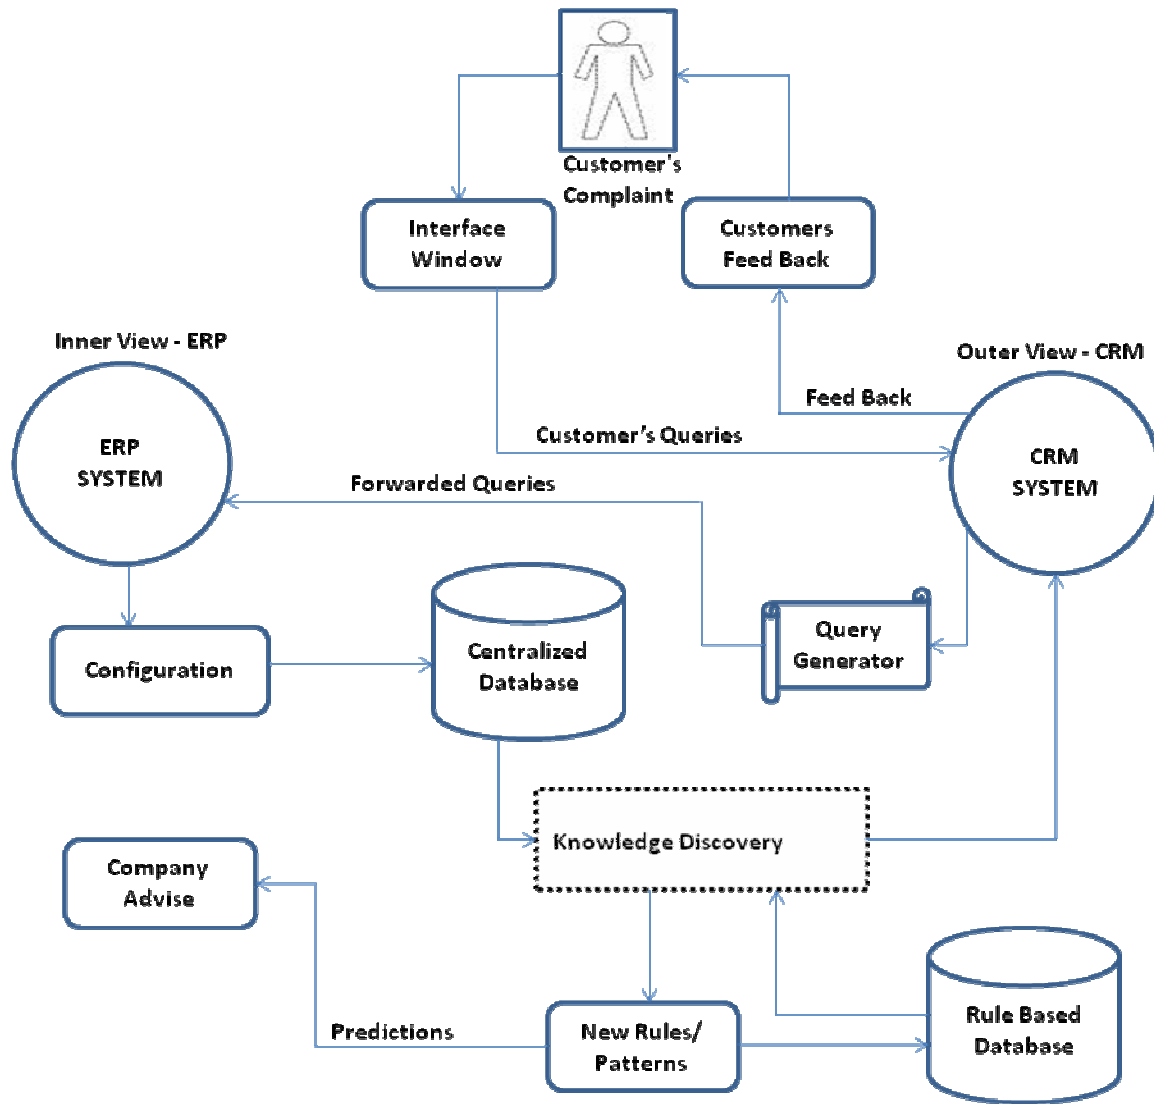 Customer's
Complaint
Interface
Window
Customers
Feed Back
Inner View - ERP
Outer View - CRM
Feed Back
ERP
SYSTEM
Customer's Queries
CRM
SYSTEM
Forwarded Queries
Configuration
Centralized
Database
Query
Generator
Knowledge Discovery
Company
Advise
Predictions
New Rules/
Patterns
Rule Based
Database